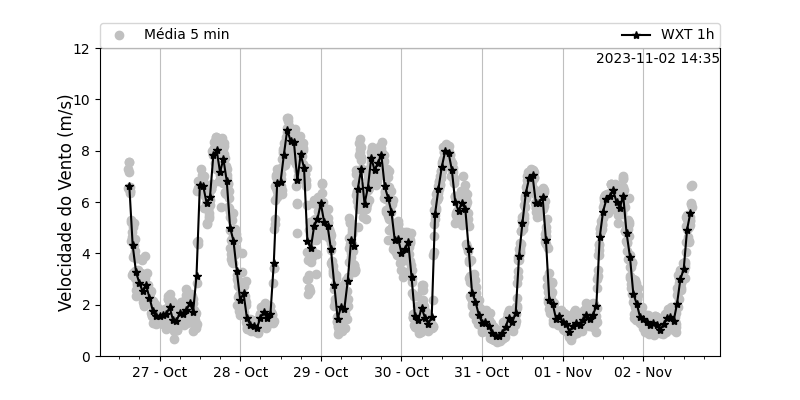 Média 5 min
WXT 1h
2023-11-02 14:35
Velocidade do Vento (m/s)
12
10
8
6
4
2
0
27 - Oct
28 - Oct
29 - Oct
30 - Oct
31 - Oct
01 - Nov
02 - Nov